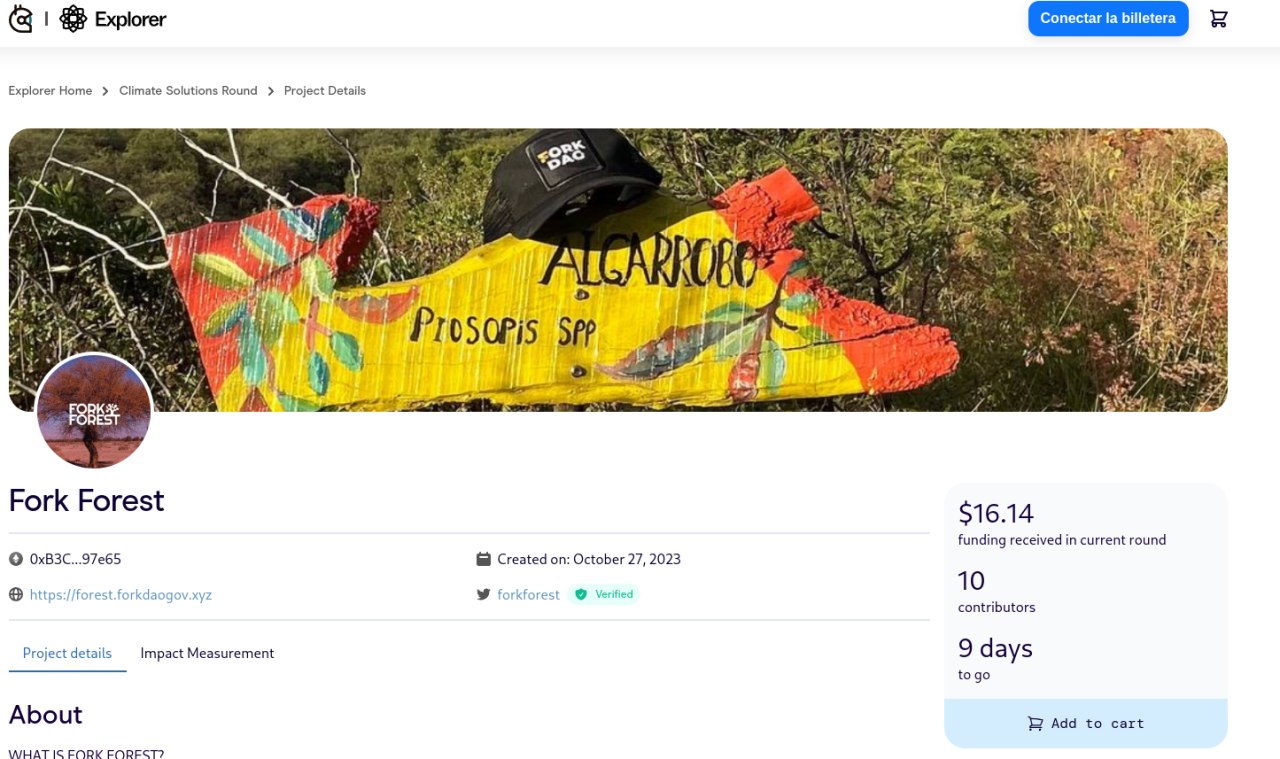 Explorer
Conectar la billetera
Explorer Home
Climate Solutions Round
Project Details
FORK
DAO
ALGARROBO
Prosopis spp
FORK
FOREST
Fork Forest
0xB3C...97e65
Created on: October 27, 2023
https://forest.forkdaogov.xyz
forkforest
Verified
Project details
Impact Measurement
About
WHAT IS FORK FOREST?
$16.14
funding received in current round
10
contributors
9 days
to go
Add to cart